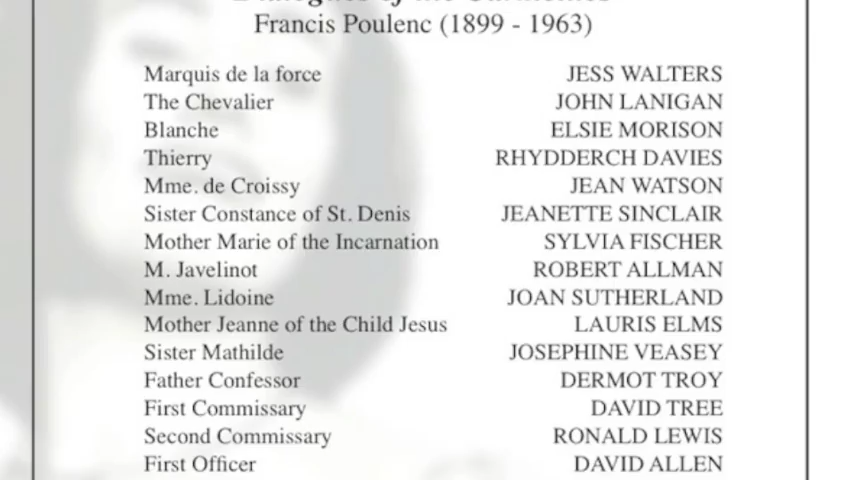 Francis Poulenc (1899 - 1963)
Marquis de la force JESS WALTERS
The Chevalier JOHN LANIGAN
Blanche ELSIE MORISON
Thierry RHYDDERCH DAVIES
Mme. de Croissy JEAN WATSON
Sister Constance of St. Denis JEANETTE SINCLAIR
Mother Marie of the Incarnation SYLVIA FISCHER
M. Javelinot ROBERT ALLMAN
Mme. Lidoine JOAN SUTHERLAND
Mother Jeanne of the Child Jesus LAURIS ELMS
Sister Mathilde JOSEPHINE VEASEY
Father Confessor DERMOT TROY
First Commissary DAVID TREE
Second Commissary RONALD LEWIS
First Officer DAVID ALLEN